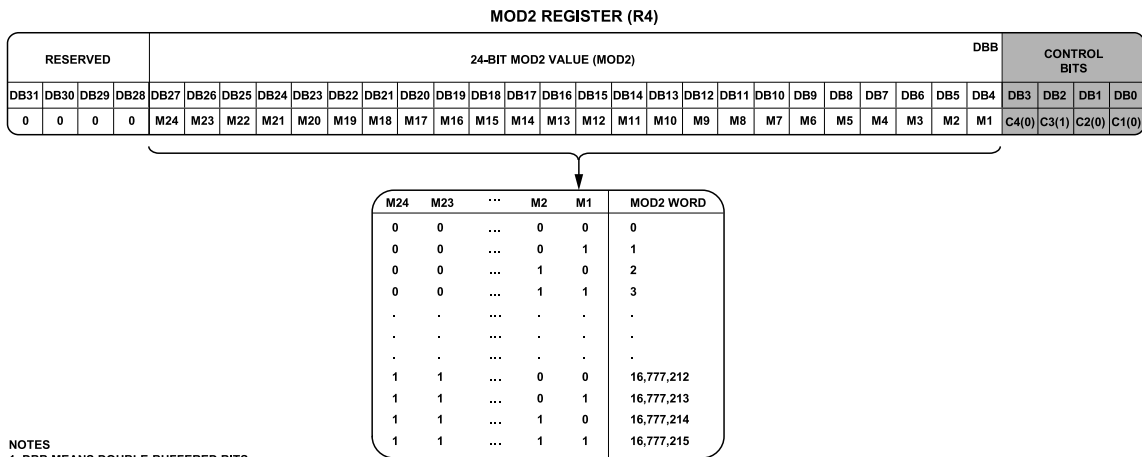 MOD2 REGISTER (R4)
RESERVED 24-BIT MOD2 VALUE (MOD2) DBB CONTROL BITS
DB31 DB30 DB29 DB28 DB27 DB26 DB25 DB24 DB23 DB22 DB21 DB20 DB19 DB18 DB17 DB16 DB15 DB14 DB13 DB12 DB11 DB10 DB9 DB8 DB7 DB6 DB5 DB4 DB3 DB2 DB1 DB0
0 0 0 0 M24 M23 M22 M21 M20 M19 M18 M17 M16 M15 M14 M13 M12 M11 M10 M9 M8 M7 M6 M5 M4 M3 M2 M1 C4(0) C3(1) C2(0) C1(0)
M24 M23 ... M2 M1 MOD2 WORD
0 0 ... 0 0 0
0 0 ... 0 1 1
0 0 ... 1 0 2
0 0 ... 1 1 3
. . ... . . .
. . ... . . .
. . ... . . .
1 1 ... 0 0 16,777,212
1 1 ... 0 1 16,777,213
1 1 ... 1 0 16,777,214
1 1 ... 1 1 16,777,215
NOTES